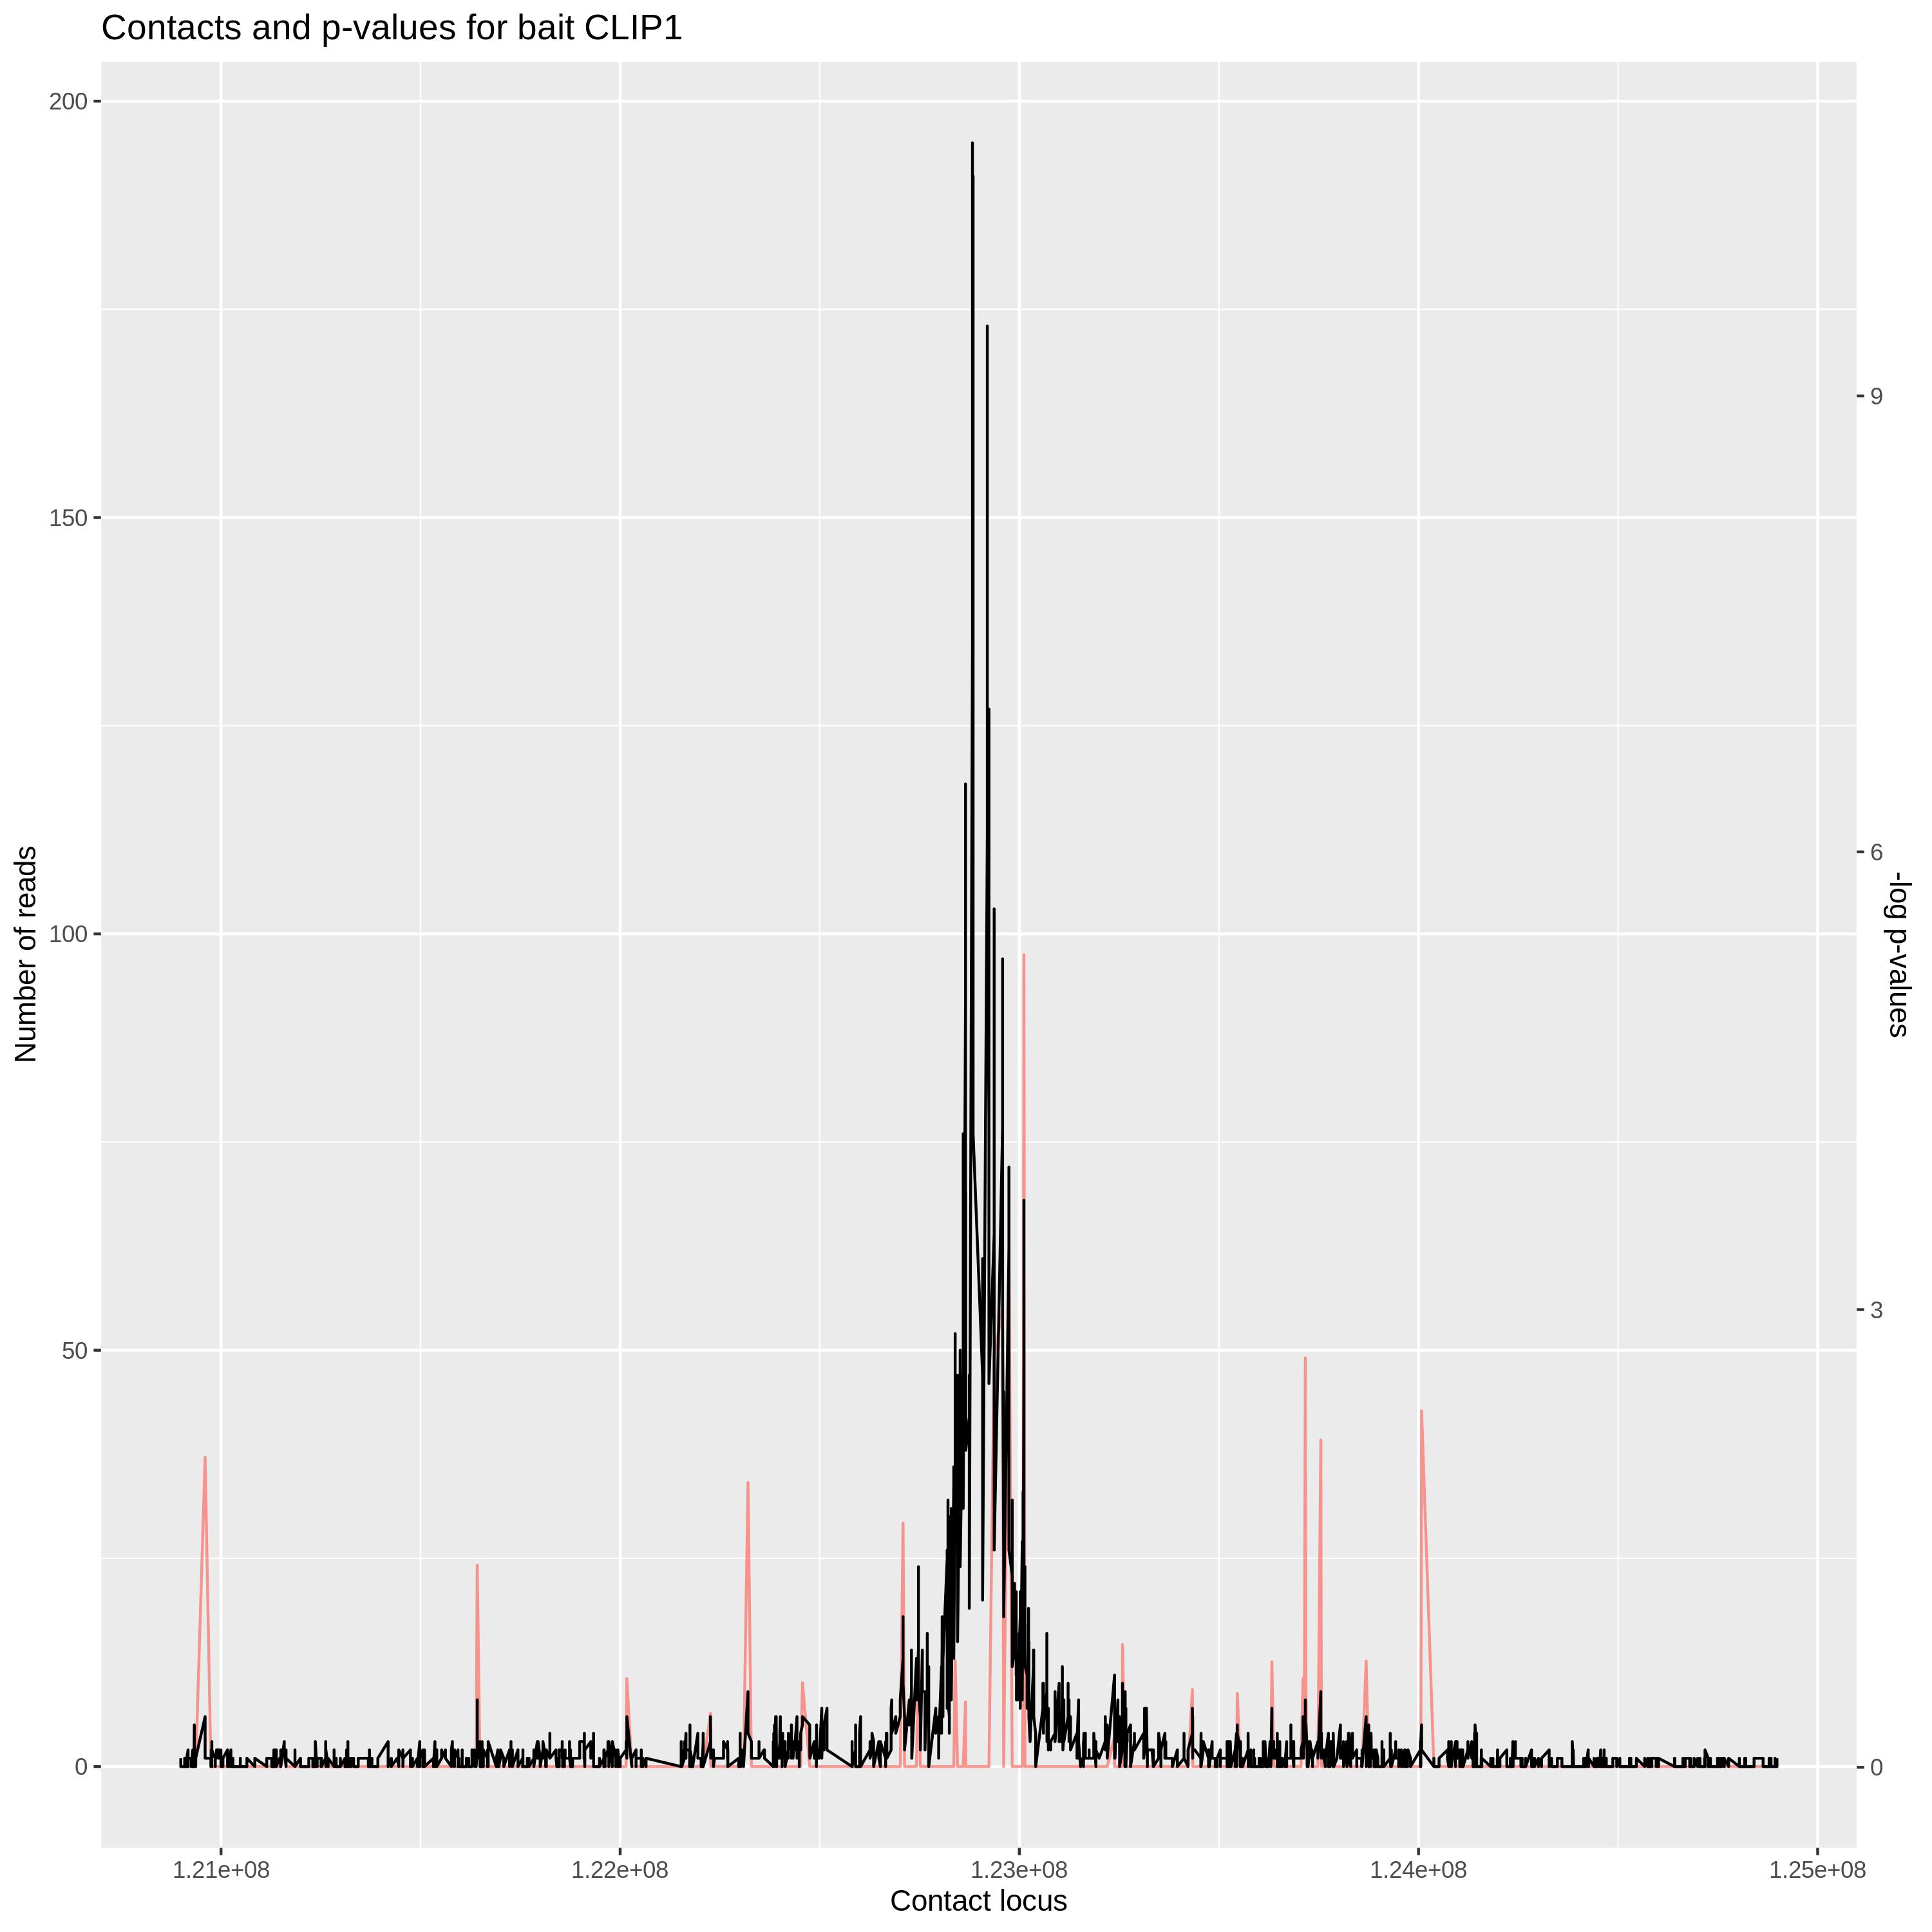 Contacts and p-values for bait CLIP1
200
150
100
50
0
Number of reads
9
6
3
0
-log p-values
1.21e+08
1.22e+08
1.23e+08
1.24e+08
1.25e+08
Contact locus